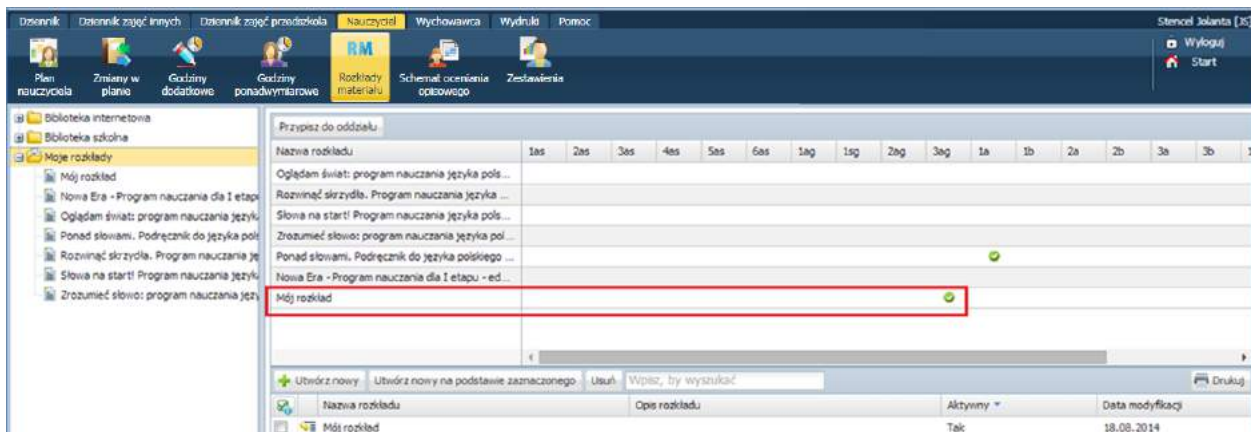 Dziennik Dziennik zajęć innych Dziennik zajęć przedszkola Nauczyciel Wychowawca Wydruki Pomoc Stencel Jolanta [JS]
Plan nauczyciela
Zmiany w planie
Godziny dodatkowe
Godziny ponadwymiarowe
RM Rozkłady materiału
Schemat oceniania opisowego
Zestawienia
Wyloguj
Start
Biblioteka internetowa
Biblioteka szkolna
Moje rozkłady
Mój rozkład
Nowa Era - Program nauczania dla I etapu
Oglądam świat: program nauczania język
Ponad słowami. Podręcznik do języka pols
Rozwinąć skrzydła. Program nauczania ję
Słowa na start! Program nauczania język
Zrozumieć słowo: program nauczania języ
Przypisz do oddziału
Nazwa rozkładu 1as 2as 3as 4as 5as 6as 1ag 1sg 2ag 3ag 1a 1b 2a 2b 3a 3b
Oglądam świat: program nauczania języka pols...
Rozwinąć skrzydła. Program nauczania języka ...
Słowa na start! Program nauczania języka pols...
Zrozumieć słowo: program nauczania języka pol...
Ponad słowami. Podręcznik do języka polskiego ...
Nowa Era - Program nauczania dla I etapu - ed...
Mój rozkład
Utwórz nowy Utwórz nowy na podstawie zaznaczonego Usuń Wpisz, by wyszukać Drukuj
Nazwa rozkładu Opis rozkładu Aktywny Data modyfikacji
Mój rozkład Tak 18.08.2014